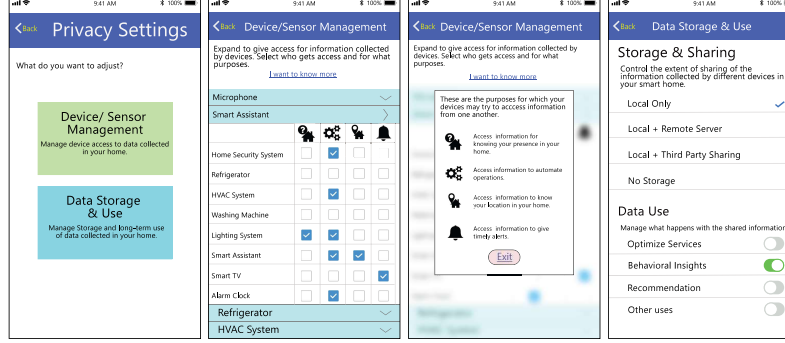 9:41 AM
100%
Back
Privacy Settings
What do you want to adjust?
Device/ Sensor
Management
Manage device access to data collected
in your home.
Data Storage
& Use
Manage Storage and long-term use
of data collected in your home.
9:41 AM
100%
Back
Device/Sensor Management
Expand to give access for information collected
by devices. Select who gets access and for what
purposes.
I want to know more
Microphone
Smart Assistant
Home Security System
Refrigerator
HVAC System
Washing Machine
Lighting System
Smart Assistant
Smart TV
Alarm Clock
Refrigerator
HVAC System
9:41 AM
100%
Back
Device/Sensor Management
Expand to give access for information collected by
devices. Select who gets access and for what
purposes.
I want to know more
These are the purposes for which your
devices may try to acccess information
from one another.
Access information for
knowing your presence in your
home.
Access information to automate
operations.
Access information to know
your location in your home.
Access information to give
timely alerts.
Exit
Refrigerator
HVAC System
9:41 AM
100%
Back
Data Storage & Use
Storage & Sharing
Control the extent of sharing of the
information collected by different devices in
your smart home.
Local Only
Local + Remote Server
Local + Third Party Sharing
No Storage
Data Use
Manage what happens with the shared information
Optimize Services
Behavioral Insights
Recommendation
Other uses